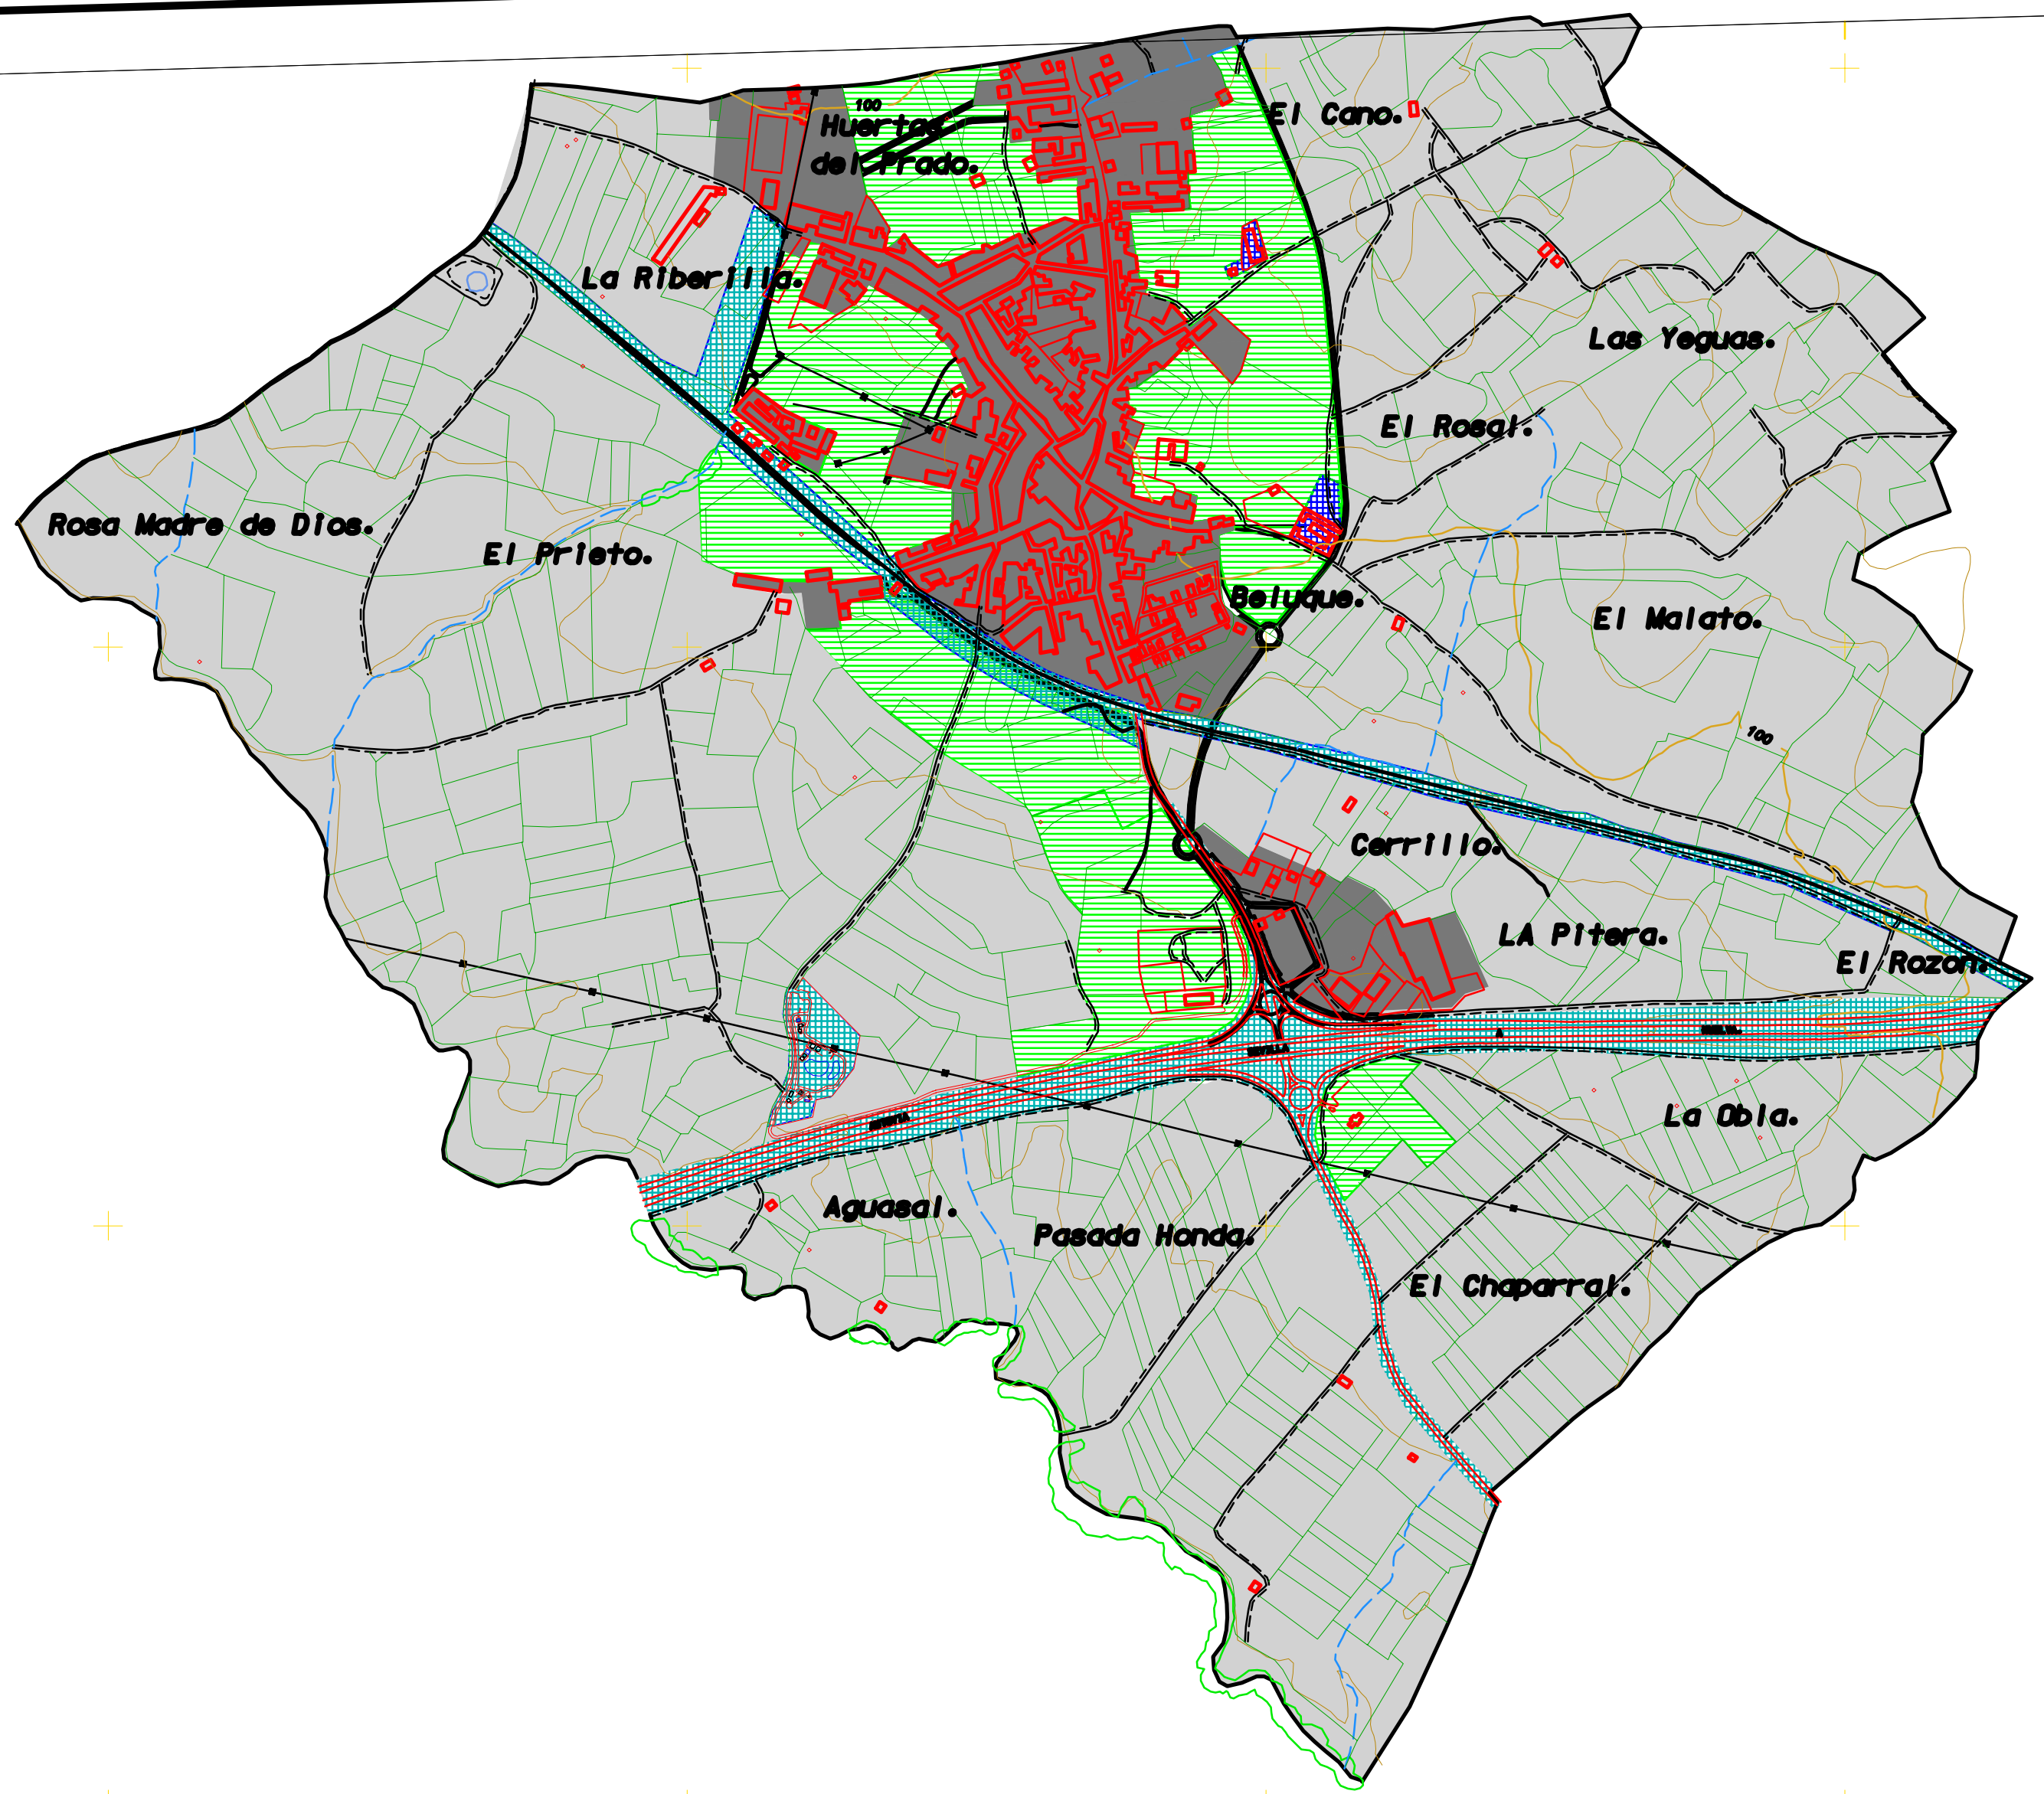 100
Huertas
del Prado.
El Cano.
La Riberilla.
Las Yeguas.
El Rosal.
Rosa Madre de Dios.
El Prieto.
Beluque.
El Malato.
100
Cerrillo.
LA Pitera.
El Rozon.
A
SEVILLA
La Obla.
Aguasal.
Pasada Honda.
El Chaparral.